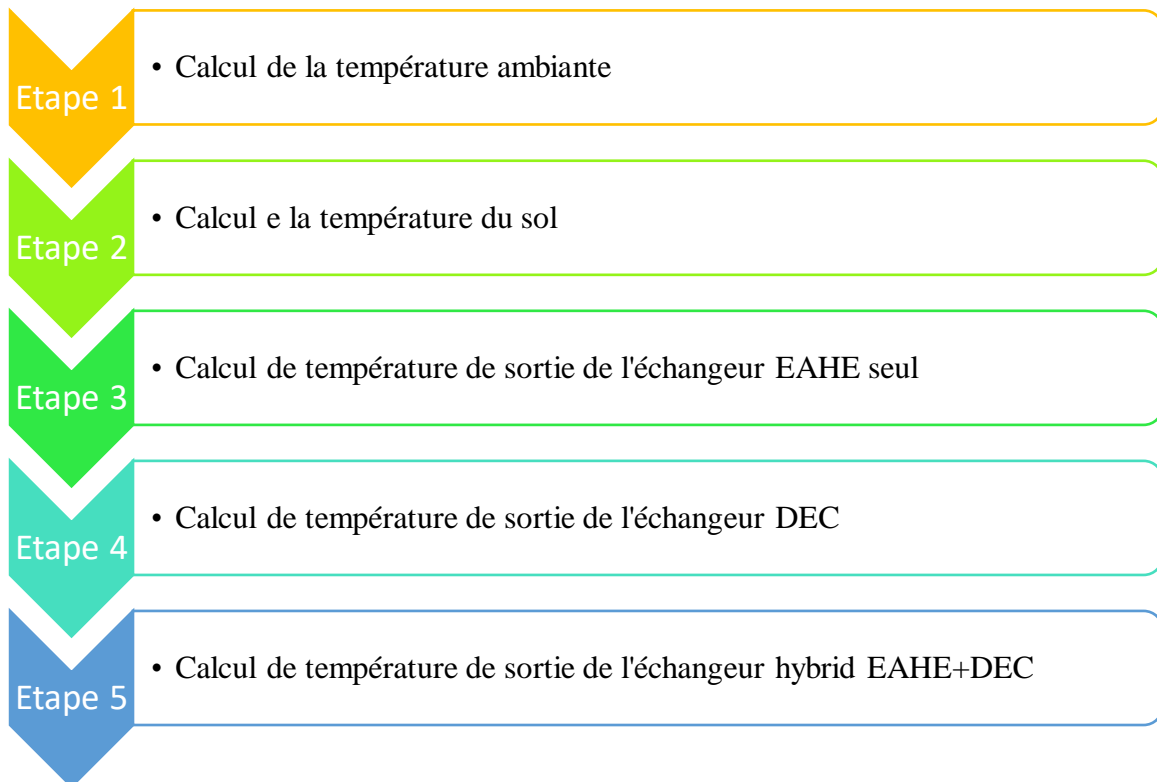 Etape 1
• Calcul de la température ambiante
Etape 2
• Calcul e la température du sol
Etape 3
• Calcul de température de sortie de l'échangeur EAHE seul
Etape 4
• Calcul de température de sortie de l'échangeur DEC
Etape 5
• Calcul de température de sortie de l'échangeur hybrid EAHE+DEC